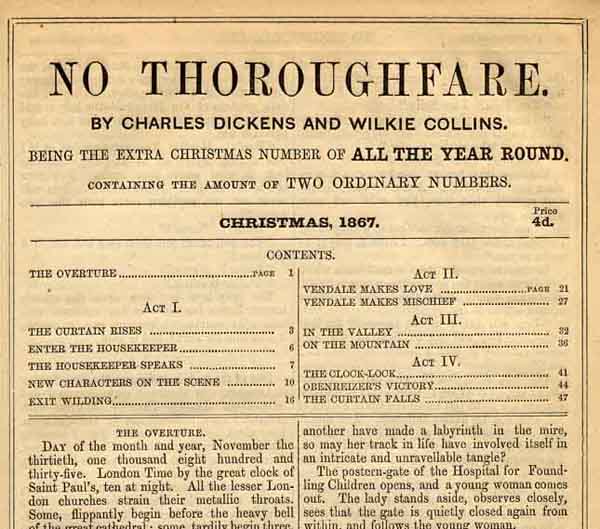 NO THOROUGHFARE.
BY CHARLES DICKENS AND WILKIE COLLINS.
BEING THE EXTRA CHRISTMAS NUMBER OF ALL THE YEAR ROUND.
CONTAINING THE AMOUNT OF TWO ORDINARY NUMBERS.
CHRISTMAS, 1867.
Price
4d.
CONTENTS.
THE OVERTURE PAGE 1
ACT I.
THE CURTAIN RISES 3
ENTER THE HOUSEKEEPER 6
THE HOUSEKEEPER SPEAKS 7
NEW CHARACTERS ON THE SCENE 10
EXIT WILDING 16
ACT II.
VENDALE MAKES LOVE PAGE 21
VENDALE MAKES MISCHIEF 27
ACT III.
IN THE VALLEY 32
ON THE MOUNTAIN 36
ACT IV.
THE CLOCK-LOCK 41
OBENREIZER'S VICTORY 44
THE CURTAIN FALLS 47
THE OVERTURE.
DAY of the month and year, November the
thirtieth, one thousand eight hundred and
thirty-five. London Time by the great clock of
Saint Paul's, ten at night. All the lesser Lon-
don churches strain their metallic throats.
Some, flippantly begin before the heavy bell
of the great cathedral; some, tardily begin three,
another have made a labyrinth in the mire,
so may her track in life have involved itself in
an intricate and unravellable tangle?
The postern-gate of the Hospital for Found-
ling Children opens, and a young woman comes
out. The lady stands aside, observes closely,
sees that the gate is quietly closed again from
within, and follows the young woman.